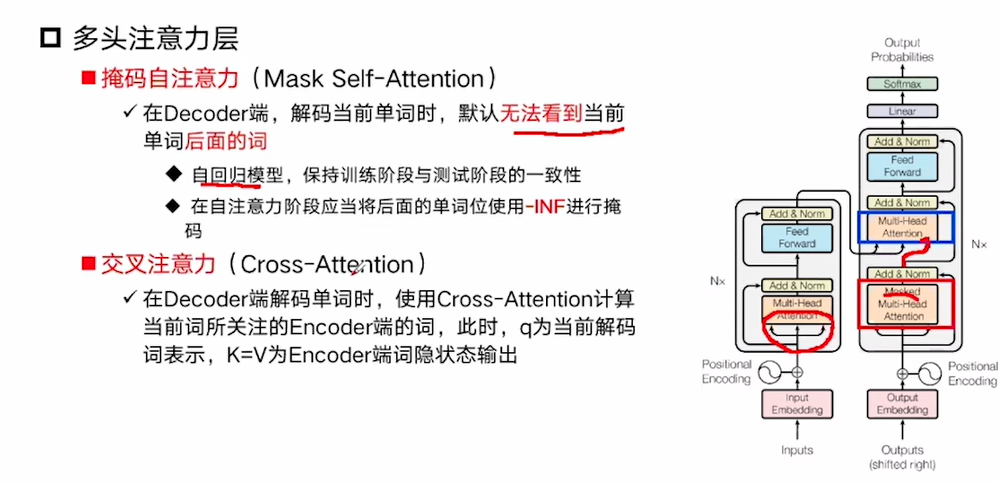 多头注意力层
掩码自注意力（Mask Self-Attention）
在Decoder端，解码当前单词时，默认无法看到当前
单词后面的词
自回归模型，保持训练阶段与测试阶段的一致性
在自注意力阶段应当将后面的单词位使用-INF进行掩
码
交叉注意力（Cross-Attention）
在Decoder端解码单词时，使用Cross-Attention计算
当前词所关注的Encoder端的词，此时，q为当前解码
词表示，K=V为Encoder端词隐状态输出
Output
Probabilities
Softmax
Linear
Add & Norm
Feed
Forward
Add & Norm
Multi-Head
Attention
Nx
Add & Norm
Masked
Multi-Head
Attention
Add & Norm
Feed
Forward
Nx
Add & Norm
Multi-Head
Attention
Positional
Encoding
Positional
Encoding
Input
Embedding
Output
Embedding
Inputs
Outputs
(shifted right)